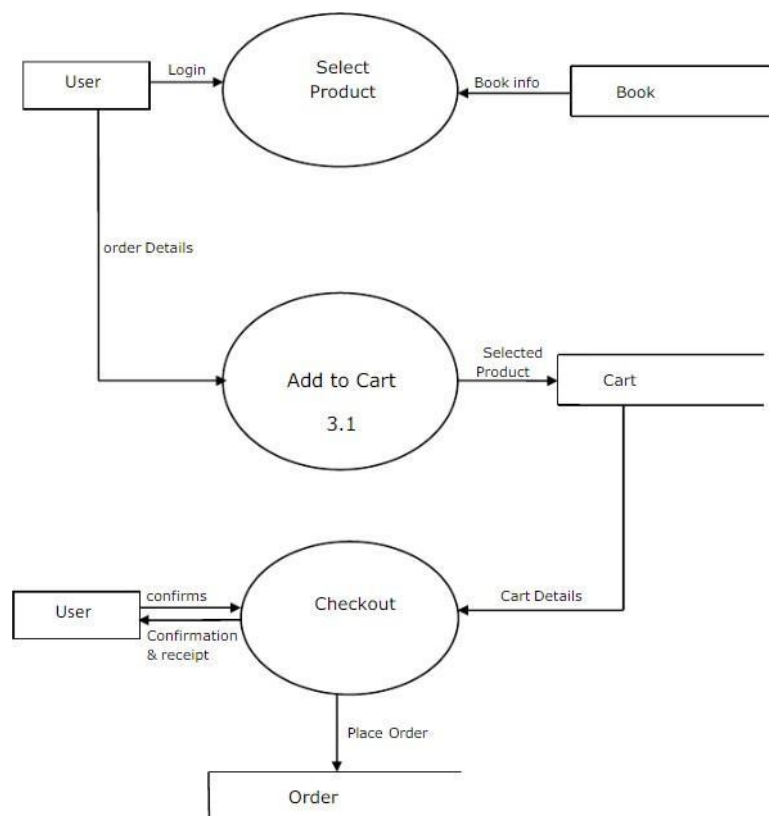 Login
Select
Product
User
Book info
Book
order Details
Selected
Product
Add to Cart
Cart
3.1
confirms
User
Checkout
Cart Details
Confirmation
& receipt
Place Order
Order